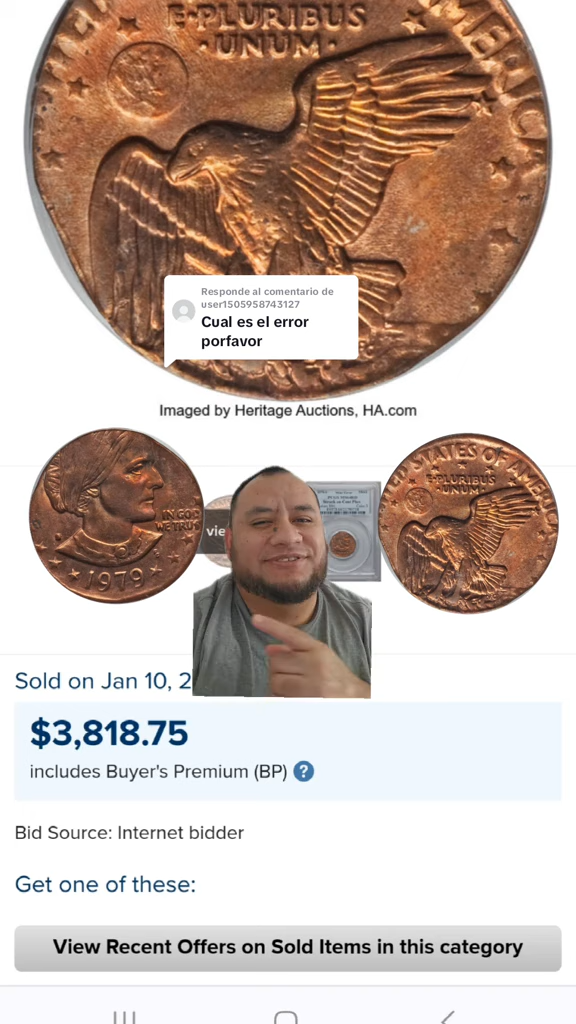 E·PLURIBUS
·UNUM·
AMERICA
Responde al comentario de
user1505958743127
Cual es el error
porfavor
Imaged by Heritage Auctions, HA.com
IN GOD
WE TRUST
1979
vie
D STATES OF AMERICA
E·PLURIBUS
·UNUM·
Sold on Jan 10, 2
$3,818.75
includes Buyer's Premium (BP) ?
Bid Source: Internet bidder
Get one of these:
View Recent Offers on Sold Items in this category